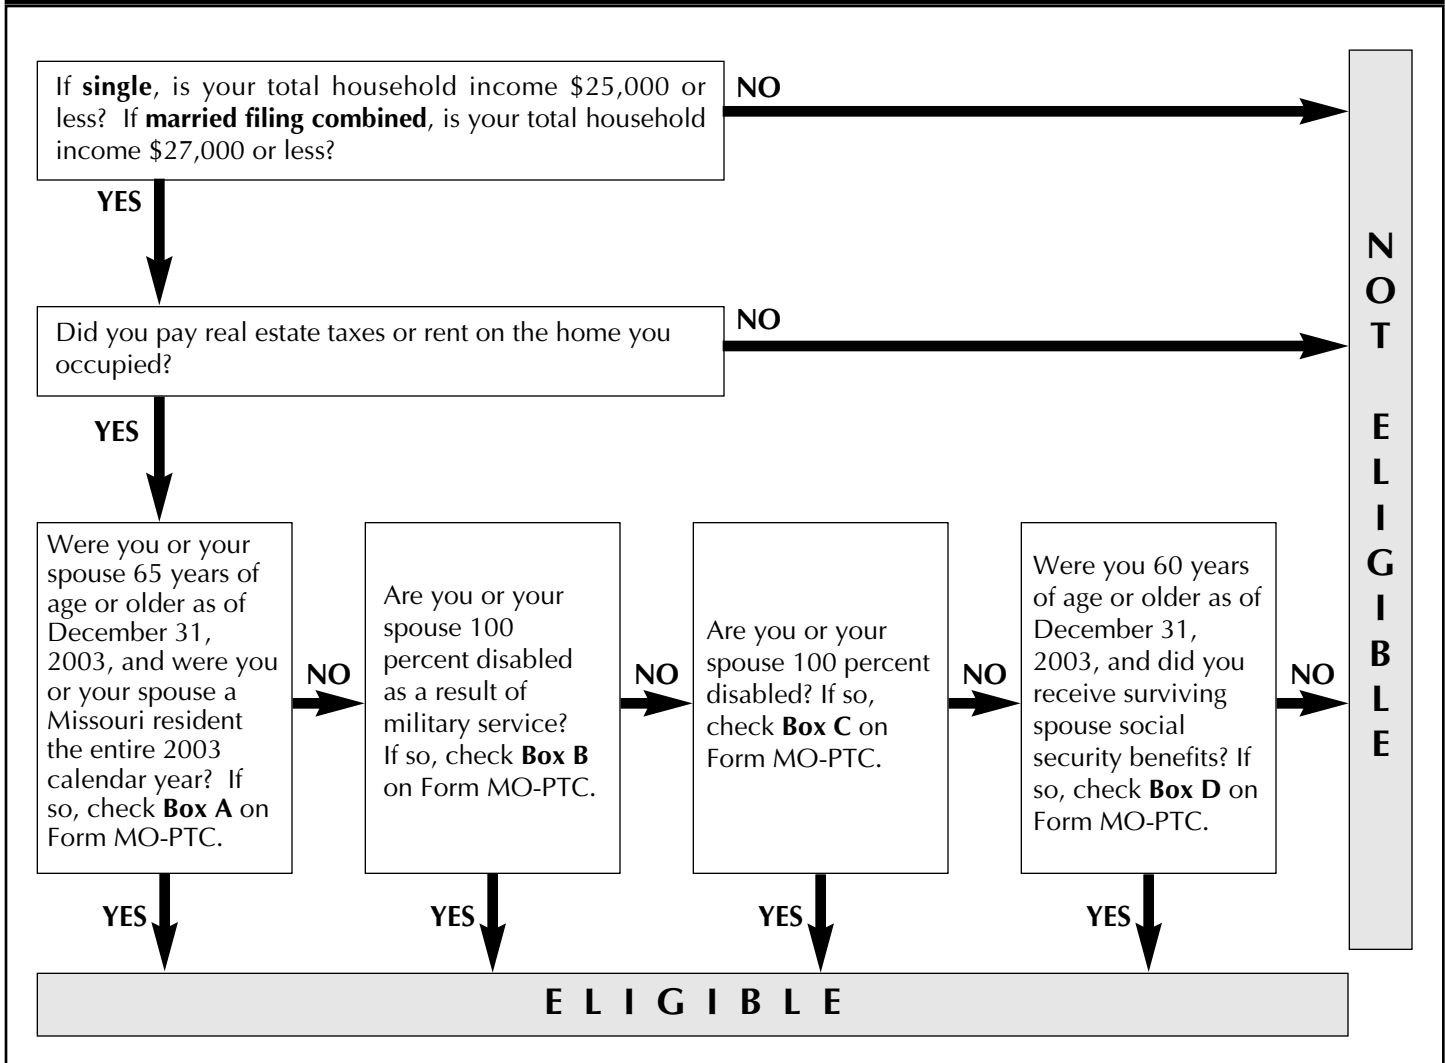 If single, is your total household income $25,000 or
less? If married filing combined, is your total household
income $27,000 or less?
NO
YES
Did you pay real estate taxes or rent on the home you
occupied?
NO
YES
Were you or your
spouse 65 years of
age or older as of
December 31,
2003, and were you
or your spouse a
Missouri resident
the entire 2003
calendar year? If
so, check Box A on
Form MO-PTC.
NO
Are you or your
spouse 100
percent disabled
as a result of
military service?
If so, check Box B
on Form MO-PTC.
NO
Are you or your
spouse 100 percent
disabled? If so,
check Box C on
Form MO-PTC.
NO
Were you 60 years
of age or older as of
December 31,
2003, and did you
receive surviving
spouse social
security benefits? If
so, check Box D on
Form MO-PTC.
NO
YES
YES
YES
YES
ELIGIBLE
NOT ELIGIBLE